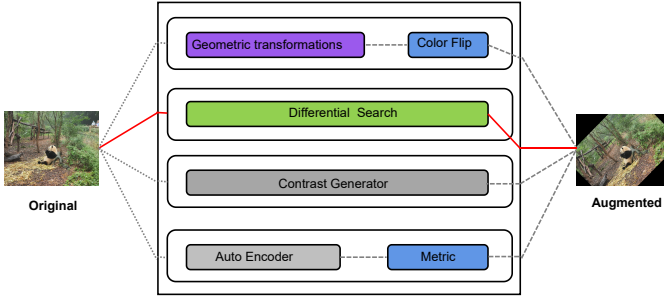 Geometric transformations
Color Flip
Differential Search
Contrast Generator
Original
Augmented
Auto Encoder
Metric